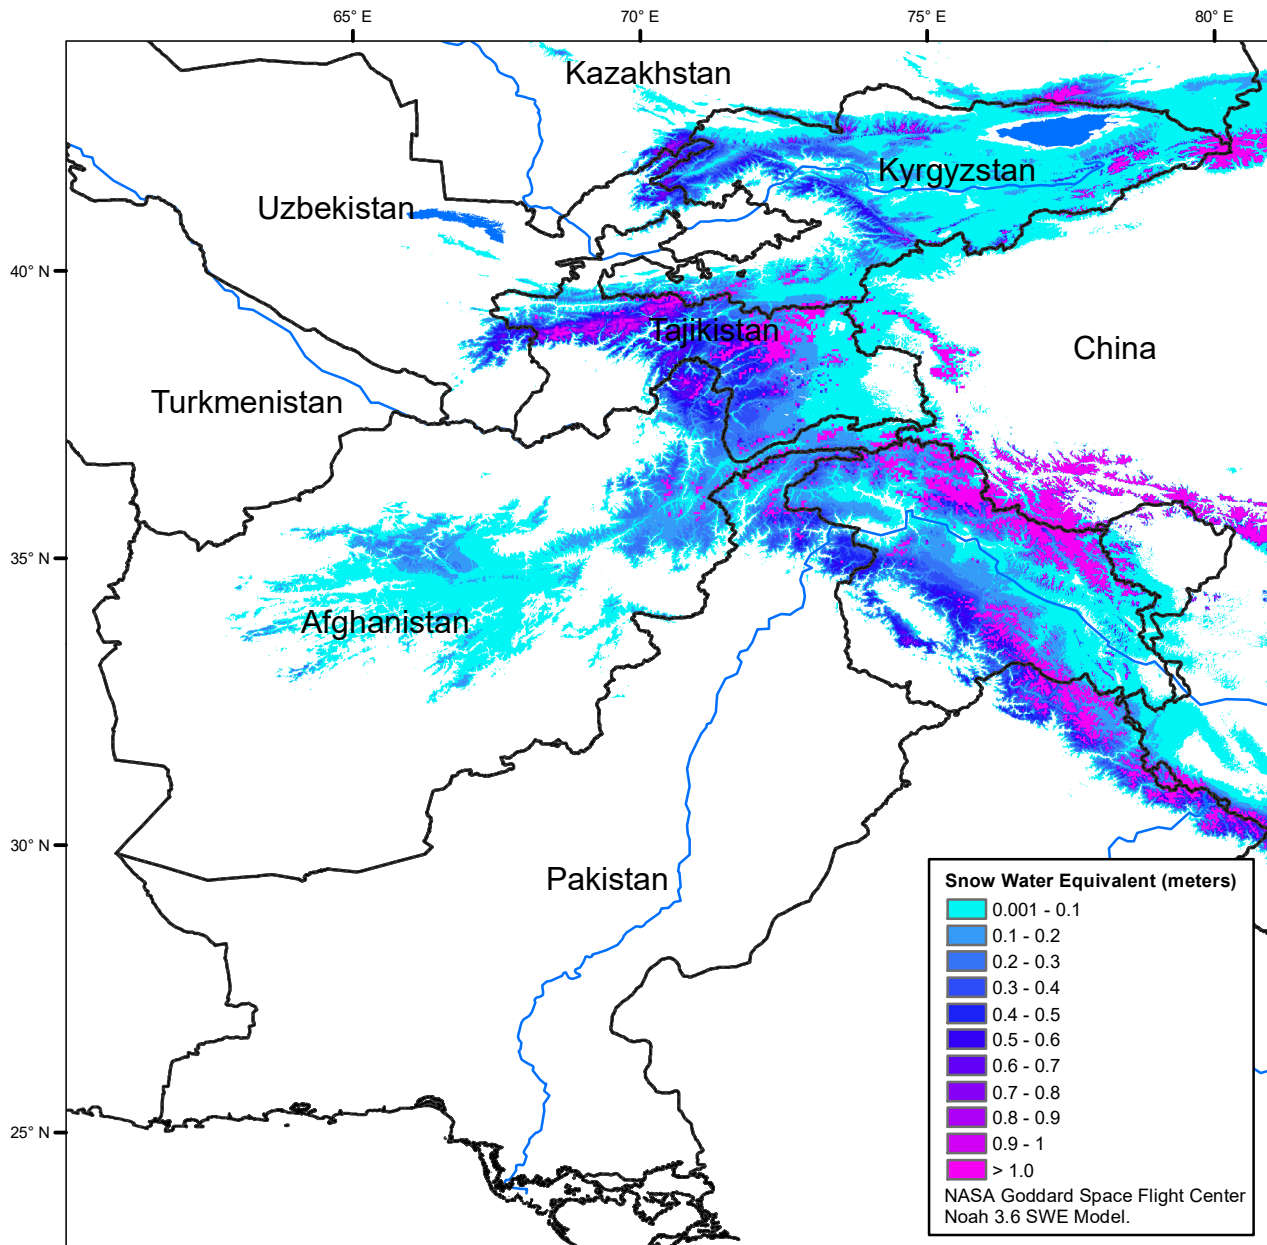 65° E
70° E
75° E
80° E
Kazakhstan
Kyrgyzstan
Uzbekistan
40° N
Tajikistan
China
Turkmenistan
35° N
Afghanistan
30° N
Pakistan
Snow Water Equivalent (meters)
0.001 - 0.1
0.1 - 0.2
0.2 - 0.3
0.3 - 0.4
0.4 - 0.5
0.5 - 0.6
0.6 - 0.7
0.7 - 0.8
0.8 - 0.9
0.9 - 1
> 1.0
25° N
NASA Goddard Space Flight Center
Noah 3.6 SWE Model.